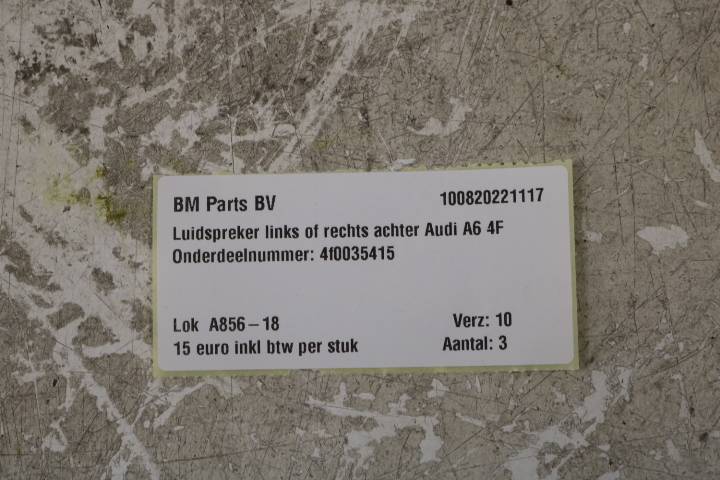 BM Parts BV 100820221117
Luidspreker links of rechts achter Audi A6 4F
Onderdeelnummer: 4f0035415
Lok A856-18 Verz: 10
15 euro inkl btw per stuk Aantal: 3